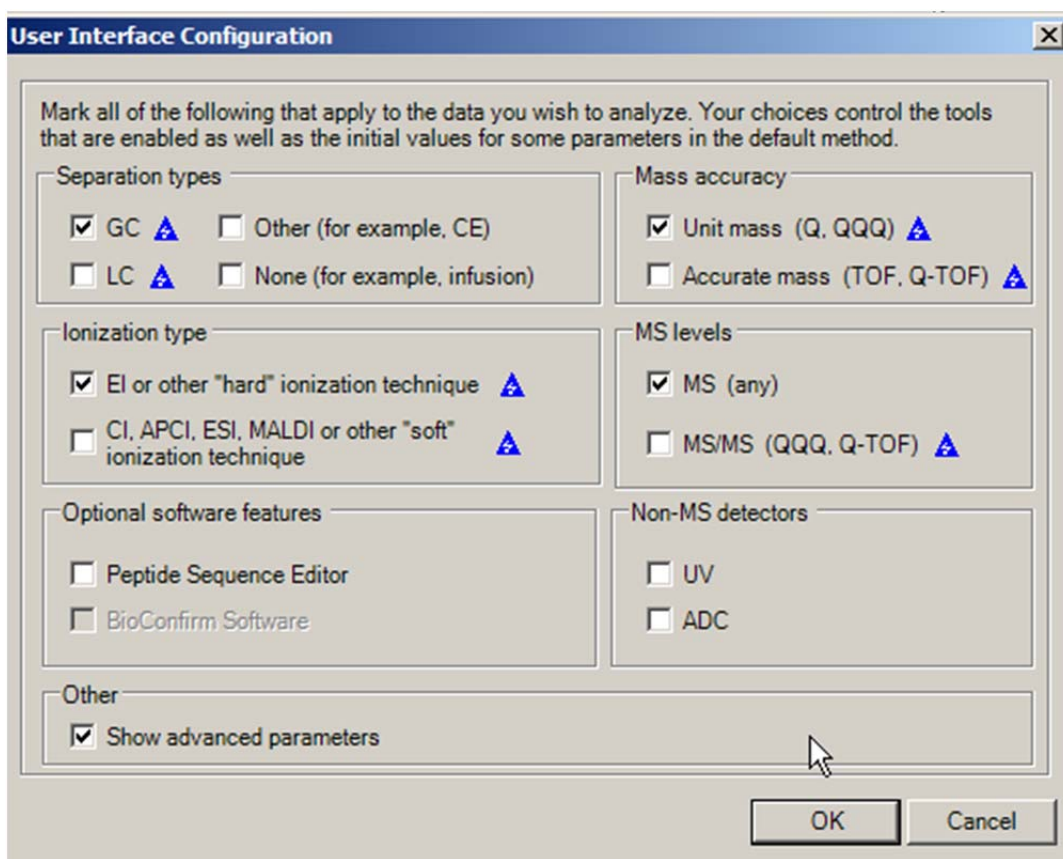 User Interface Configuration
Mark all of the following that apply to the data you wish to analyze. Your choices control the tools
that are enabled as well as the initial values for some parameters in the default method.
Separation types
GC
Other (for example, CE)
LC
None (for example, infusion)
Mass accuracy
Unit mass (Q, QQQ)
Accurate mass (TOF, Q-TOF)
Ionization type
EI or other "hard" ionization technique
CI, APCI, ESI, MALDI or other "soft"
ionization technique
MS levels
MS (any)
MS/MS (QQQ, Q-TOF)
Optional software features
Peptide Sequence Editor
BioConfirm Software
Non-MS detectors
UV
ADC
Other
Show advanced parameters
OK
Cancel